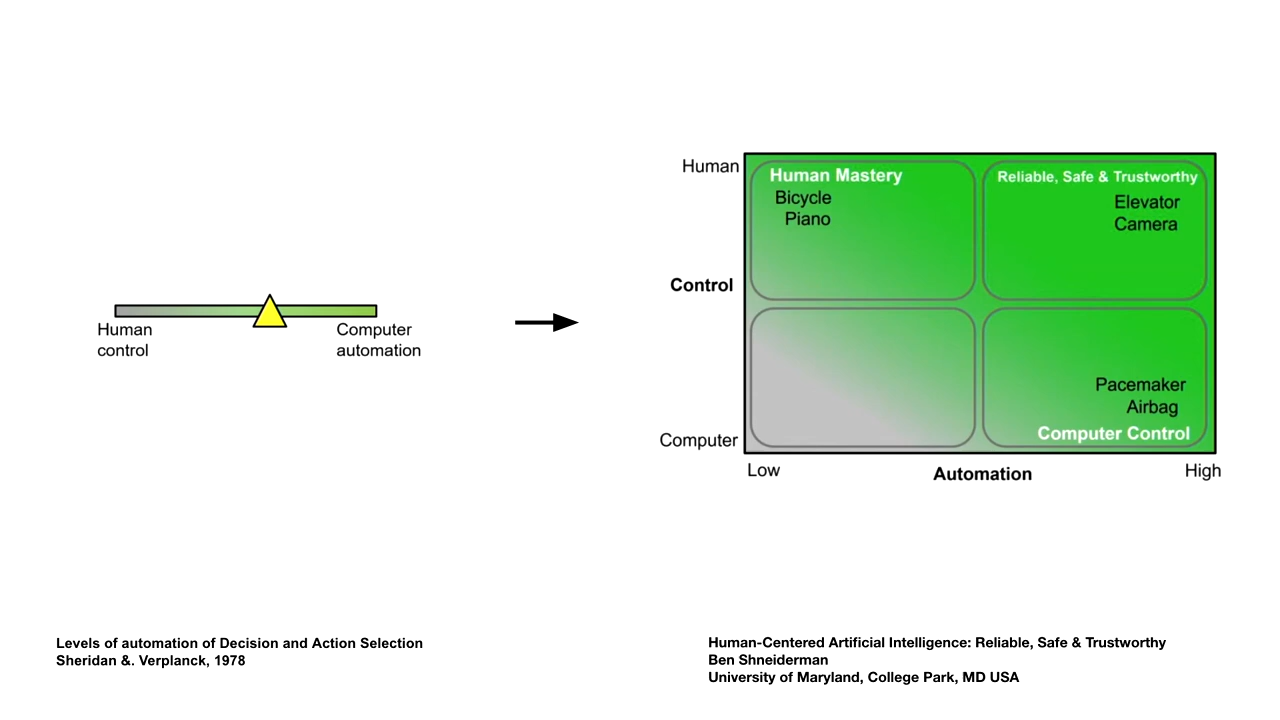 Human
control
Computer
automation
Human
Control
Computer
Human Mastery
Bicycle
Piano
Reliable, Safe & Trustworthy
Elevator
Camera
Pacemaker
Airbag
Computer Control
Low
Automation
High
Levels of automation of Decision and Action Selection
Sheridan &. Verplanck, 1978
Human-Centered Artificial Intelligence: Reliable, Safe & Trustworthy
Ben Shneiderman
University of Maryland, College Park, MD USA